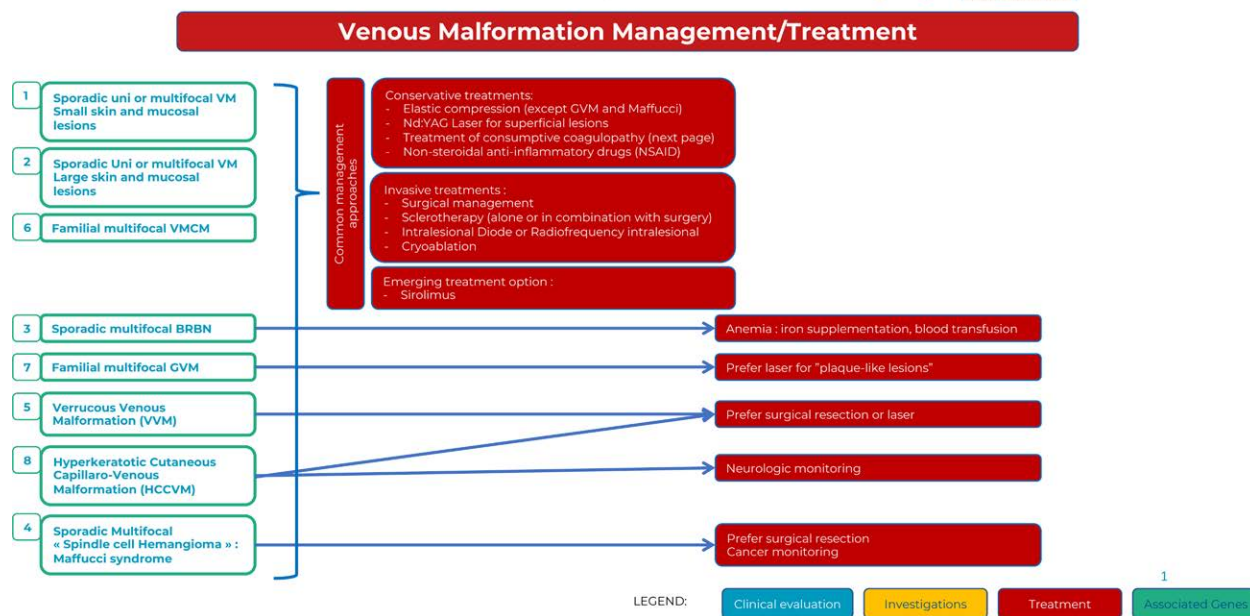 Venous Malformation Management/Treatment
1
Sporadic uni or multifocal VM
Small skin and mucosal
lesions
2
Sporadic Uni or multifocal VM
Large skin and mucosal
lesions
6
Familial multifocal VMCM
3
Sporadic multifocal BRBN
7
Familial multifocal GVM
5
Verrucous Venous
Malformation (VVM)
8
Hyperkeratotic Cutaneous
Capillaro-Venous
Malformation (HCCVM)
4
Sporadic Multifocal
« Spindle cell Hemangioma » :
Maffucci syndrome
Common management
approaches
Conservative treatments:
- Elastic compression (except GVM and Maffucci)
- Nd:YAG Laser for superficial lesions
- Treatment of consumptive coagulopathy (next page)
- Non-steroidal anti-inflammatory drugs (NSAID)
Invasive treatments :
- Surgical management
- Sclerotherapy (alone or in combination with surgery)
- Intralesional Diode or Radiofrequency intralesional
- Cryoablation
Emerging treatment option :
- Sirolimus
Anemia : iron supplementation, blood transfusion
Prefer laser for "plaque-like lesions"
Prefer surgical resection or laser
Neurologic monitoring
Prefer surgical resection
Cancer monitoring
1
LEGEND:
Clinical evaluation
Investigations
Treatment
Associated Genes